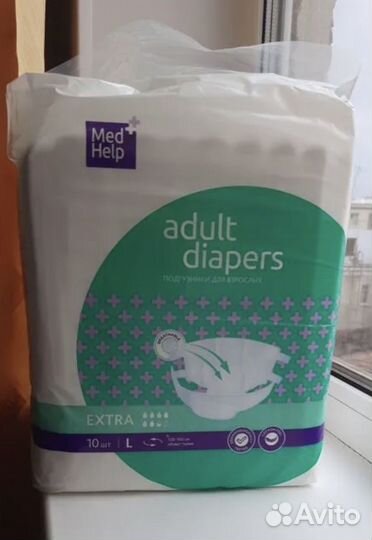 Med
Help
adult
diapers
ПОДГУЗНИКИ ДЛЯ ВЗРОСЛЫХ
EXTRA
10 шт L
Avito